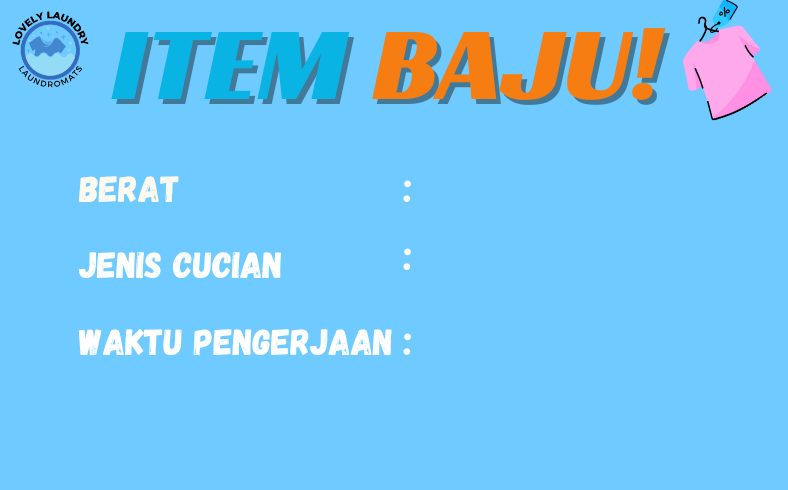 LOVELY LAUNDRY
LAUNDROMATS
ITEM BAJU!
%
BERAT :
JENIS CUCIAN :
WAKTU PENGERJAAN :